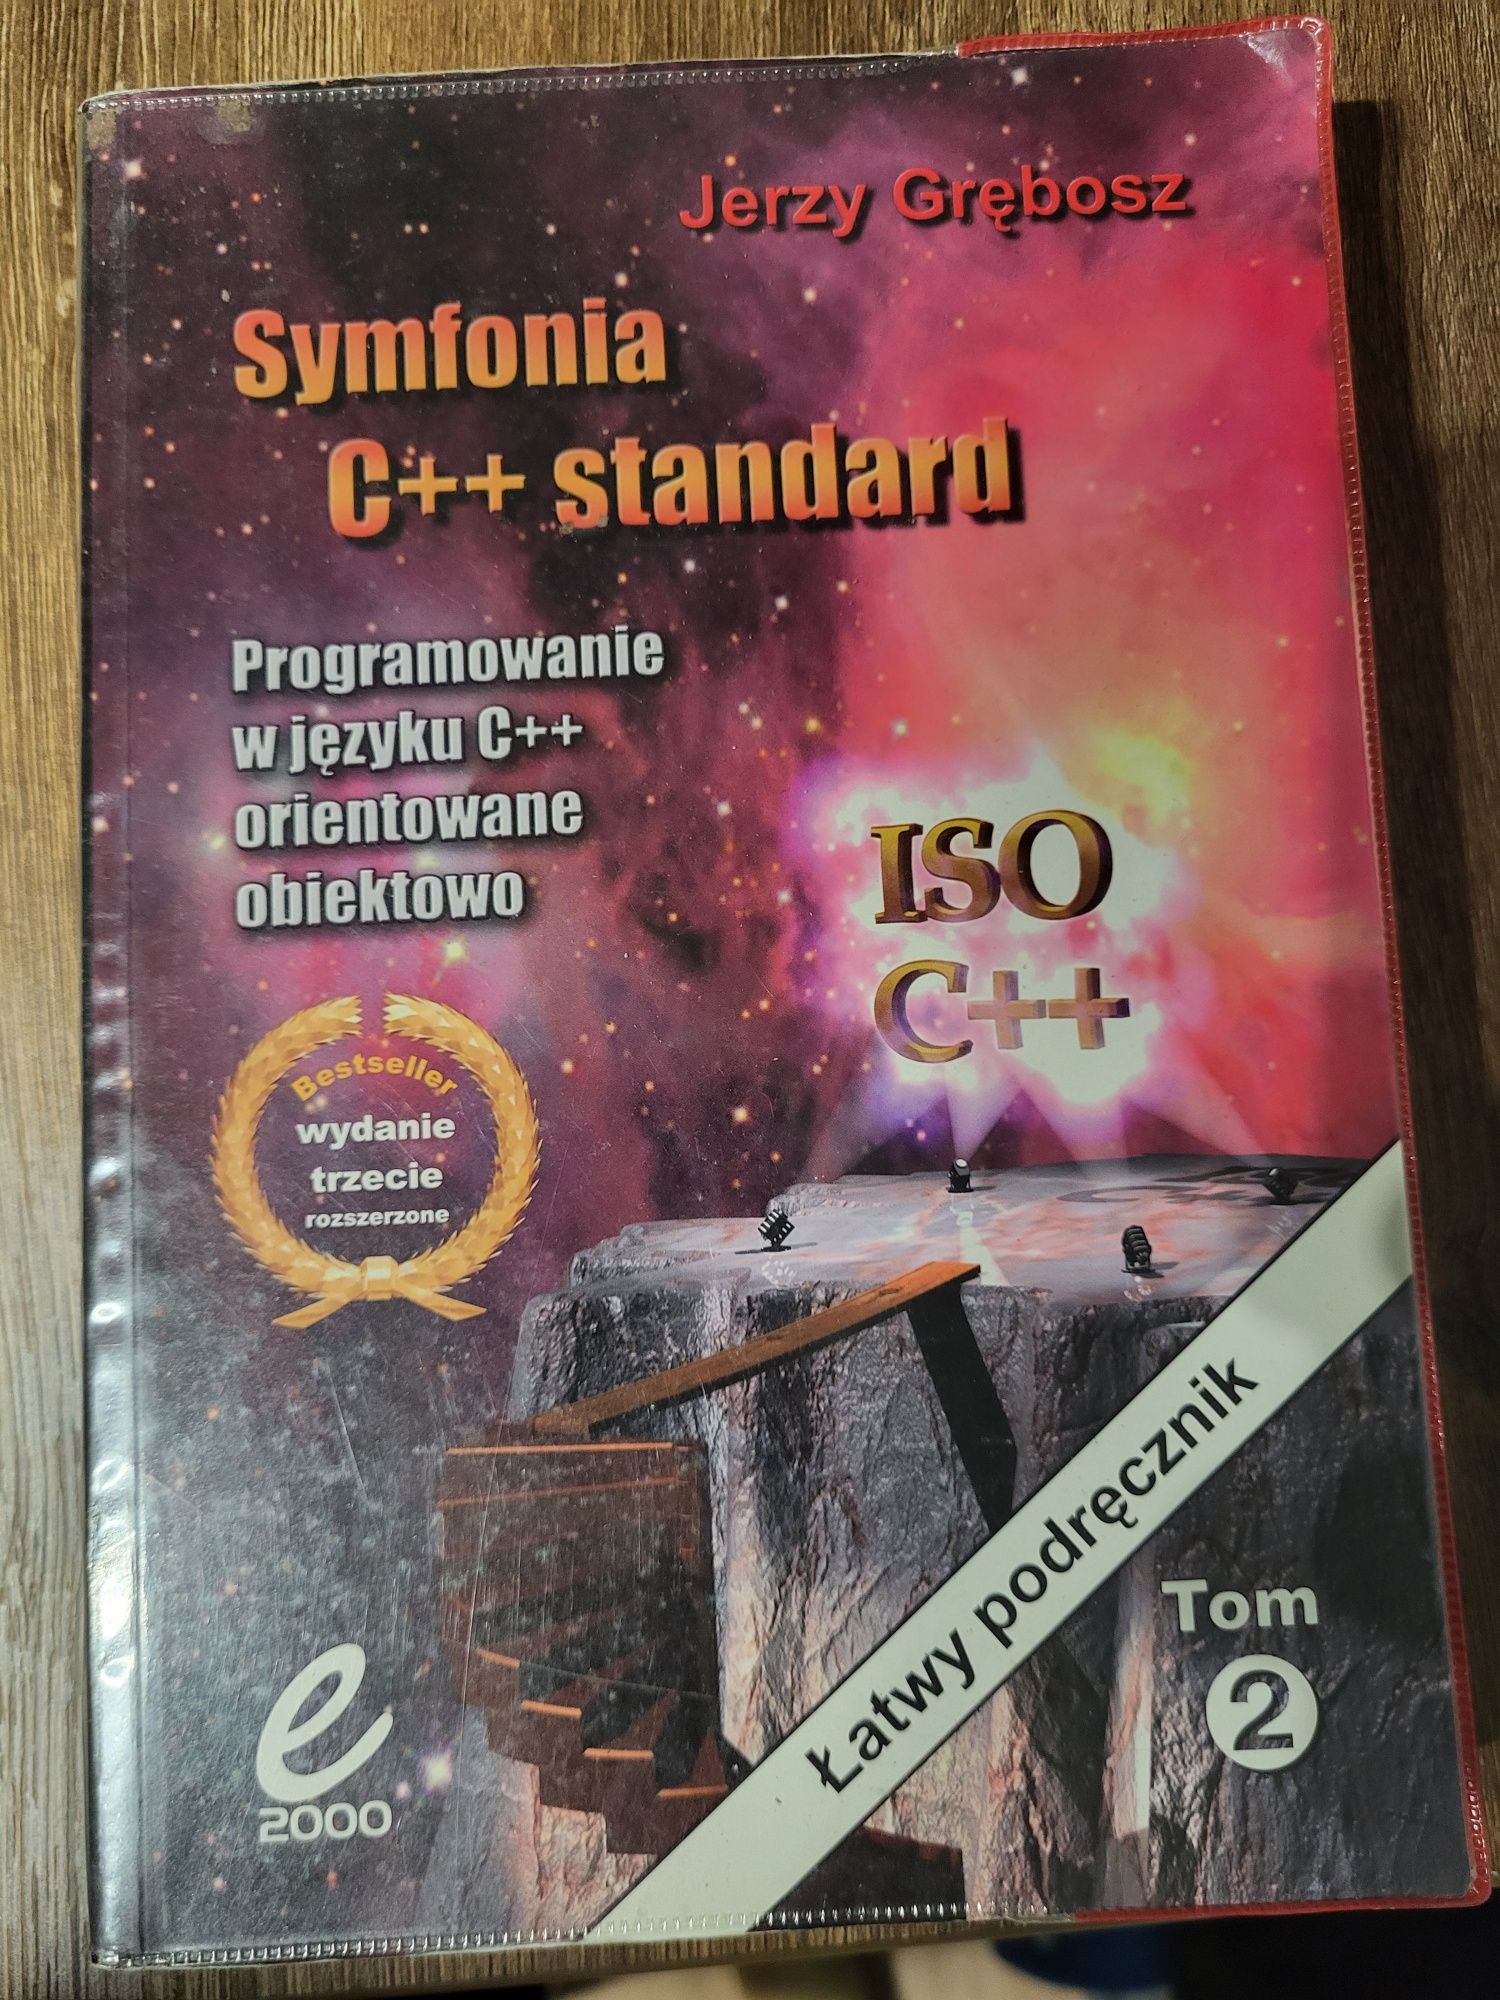 Jerzy Grębosz
Symfonia
C++ standard
Programowanie
w języku C++
orientowane
obiektowo
ISO
C++
Bestseller
wydanie
trzecie
rozszerzone
Łatwy podręcznik
Tom
2
e
2000